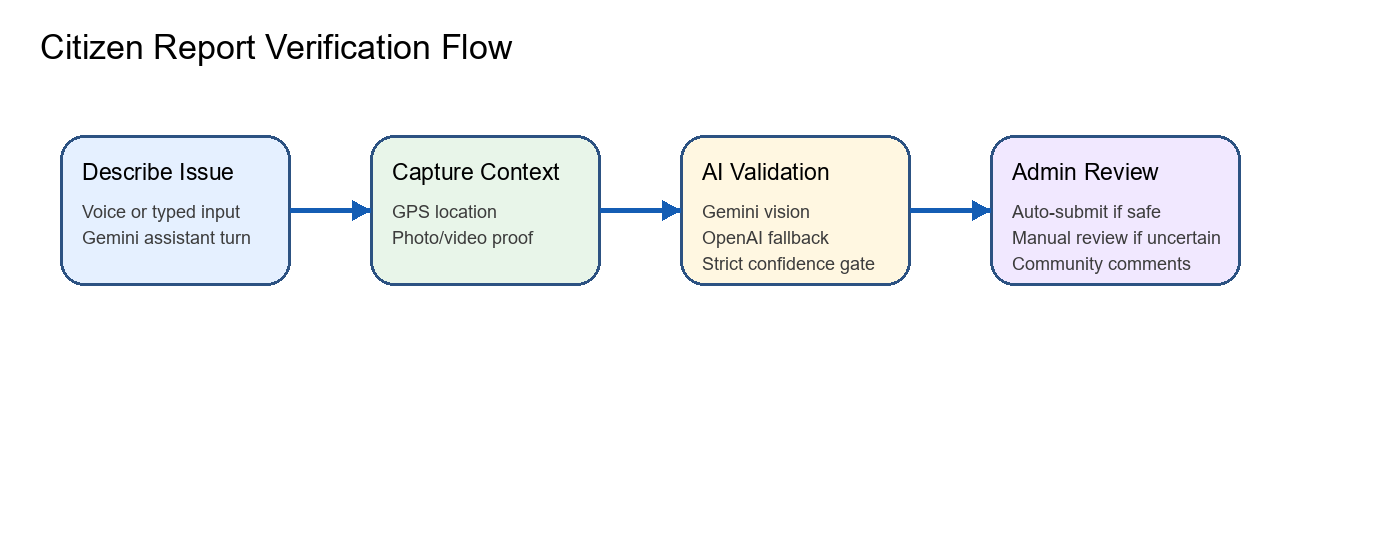 Citizen Report Verification Flow
Describe Issue
Voice or typed input
Gemini assistant turn
Capture Context
GPS location
Photo/video proof
AI Validation
Gemini vision
OpenAI fallback
Strict confidence gate
Admin Review
Auto-submit if safe
Manual review if uncertain
Community comments